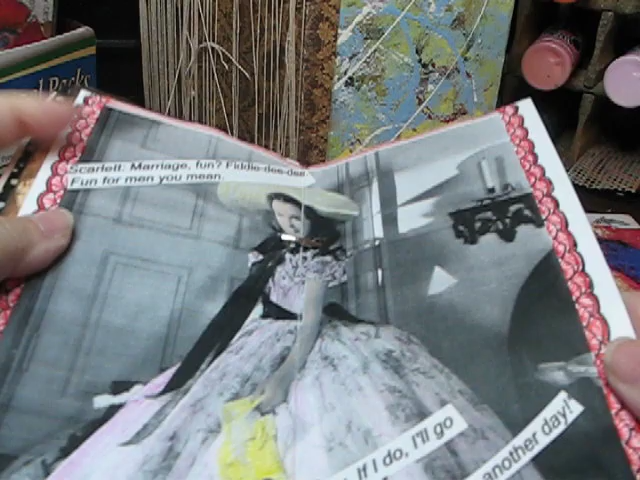 Scarlett: Marriage, fun? Fiddle-dee-dee.
Fun for men you mean.
If I do, I'll go
another day!